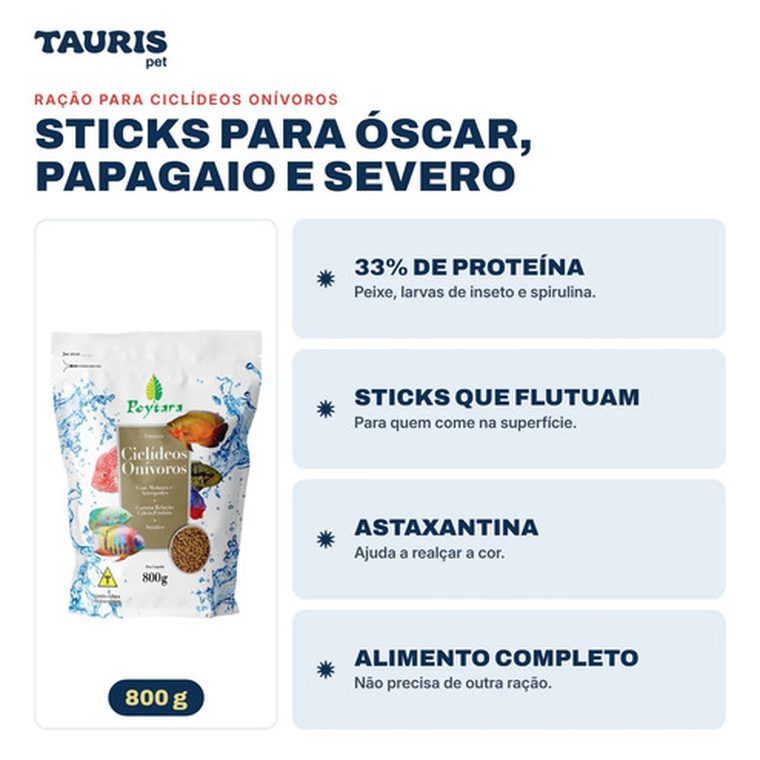 TAURIS
pet
RAÇÃO PARA CICLÍDEOS ONÍVOROS
STICKS PARA ÓSCAR,
PAPAGAIO E SEVERO
Poytara
Ciclídeos
Onívoros
800g
800 g
33% DE PROTEÍNA
Peixe, larvas de inseto e spirulina.
STICKS QUE FLUTUAM
Para quem come na superfície.
ASTAXANTINA
Ajuda a realçar a cor.
ALIMENTO COMPLETO
Não precisa de outra ração.